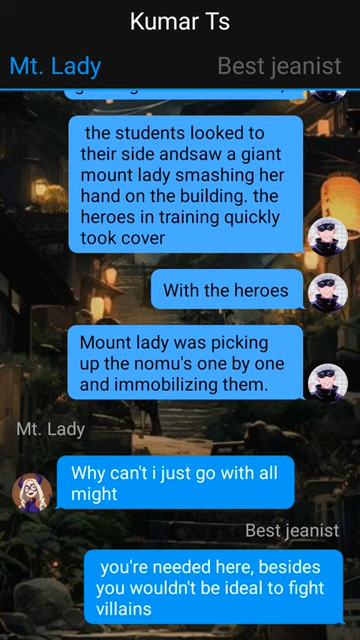 Kumar Ts
Mt. Lady
Best jeanist
the students looked to
their side andsaw a giant
mount lady smashing her
hand on the building. the
heroes in training quickly
took cover
With the heroes
Mount lady was picking
up the nomu's one by one
and immobilizing them.
Mt. Lady
Why can't i just go with all
might
Best jeanist
you're needed here, besides
you wouldn't be ideal to fight
villains